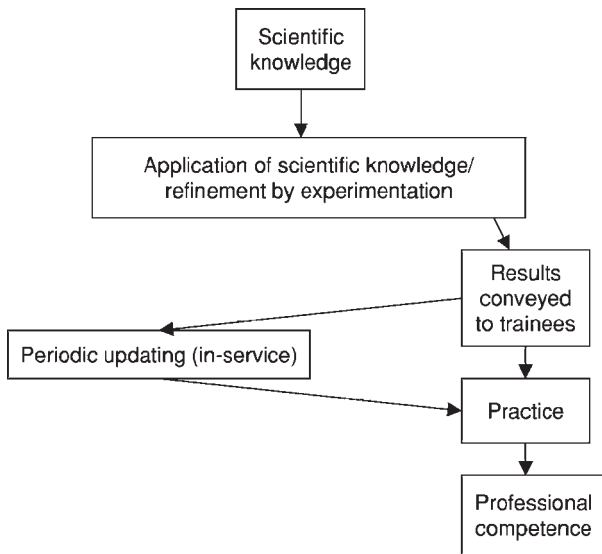 Scientific
knowledge
Application of scientific knowledge/
refinement by experimentation
Results
conveyed
to trainees
Periodic updating (in-service)
Practice
Professional
competence